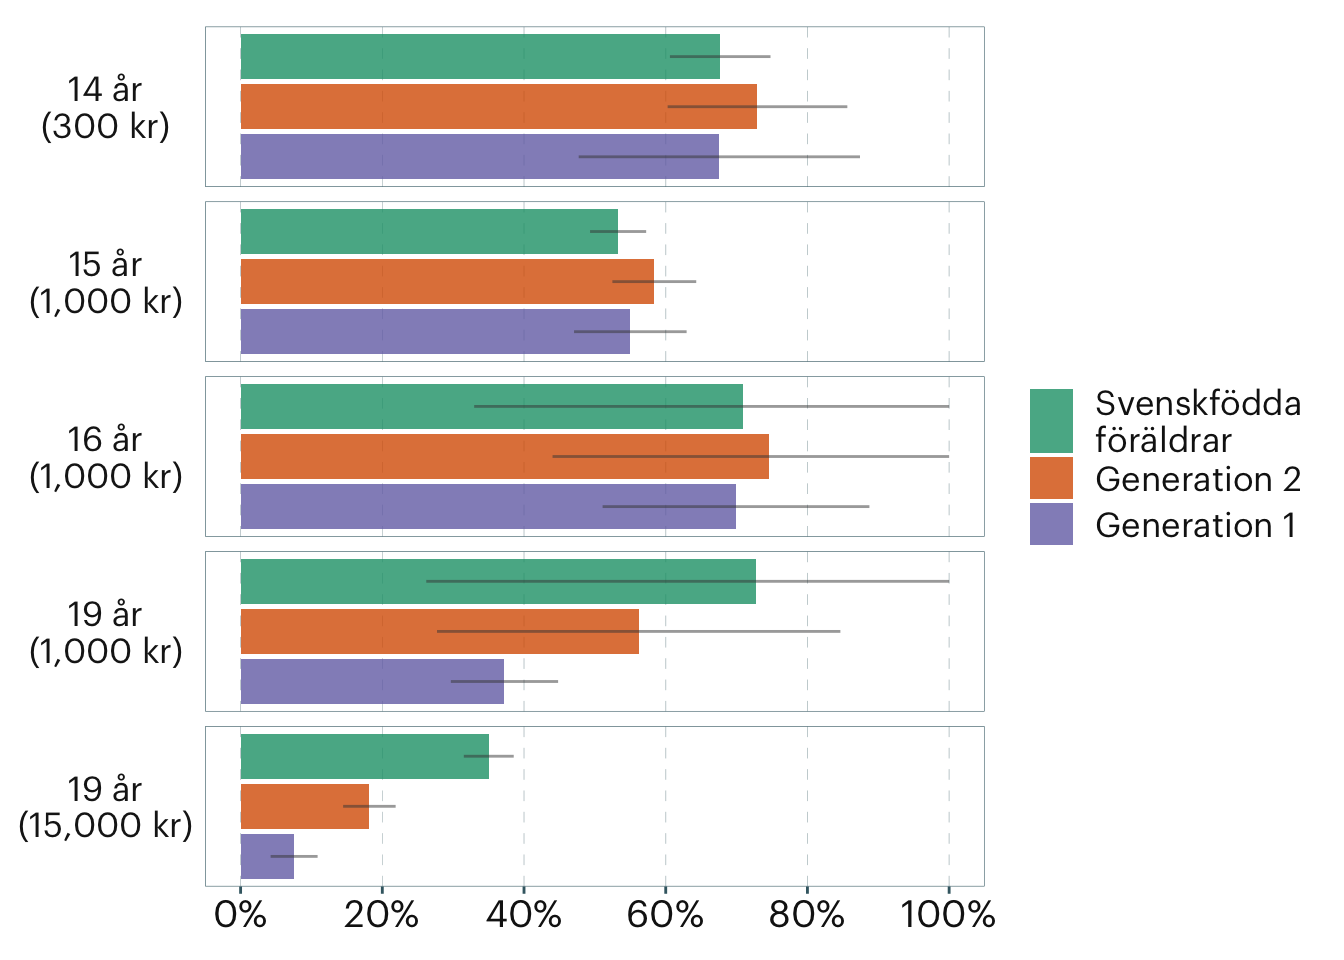 14 år
(300 kr)
15 år
(1,000 kr)
16 år
(1,000 kr)
19 år
(1,000 kr)
19 år
(15,000 kr)
0%
20%
40%
60%
80%
100%
Svenskfödda
föräldrar
Generation 2
Generation 1